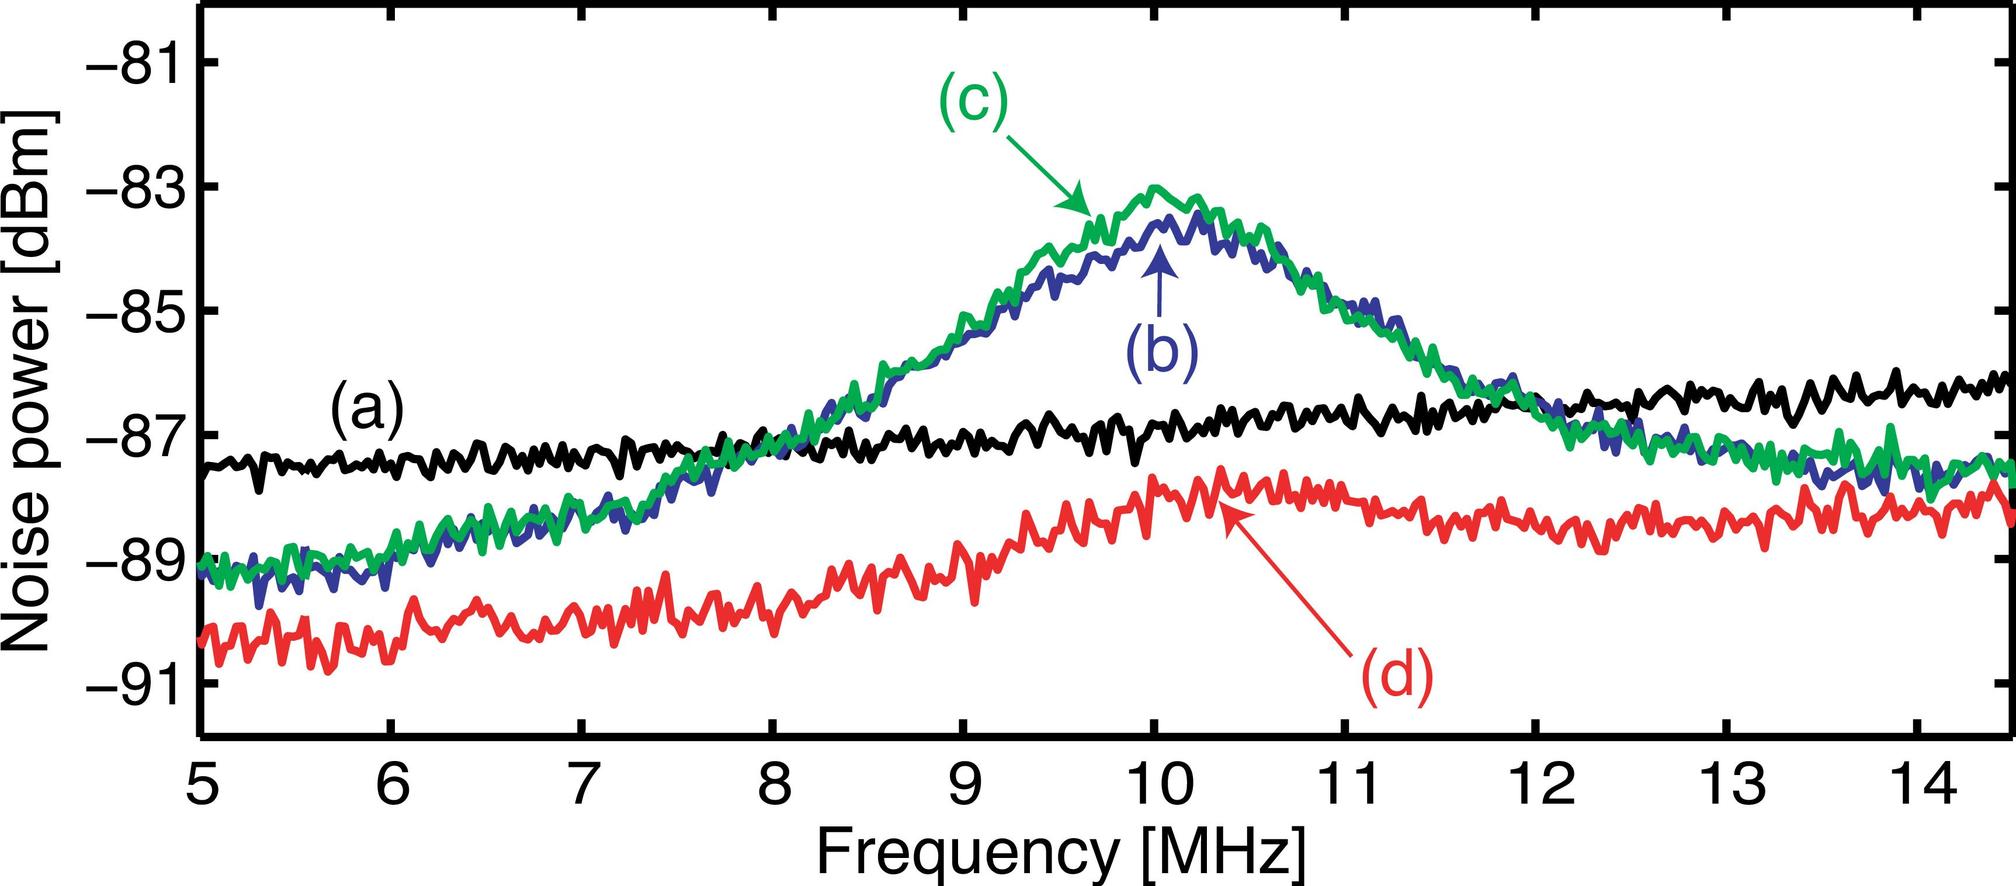 Noise power [dBm]
−81
−83
−85
−87
−89
−91
(a)
(b)
(c)
(d)
5 6 7 8 9 10 11 12 13 14
Frequency [MHz]